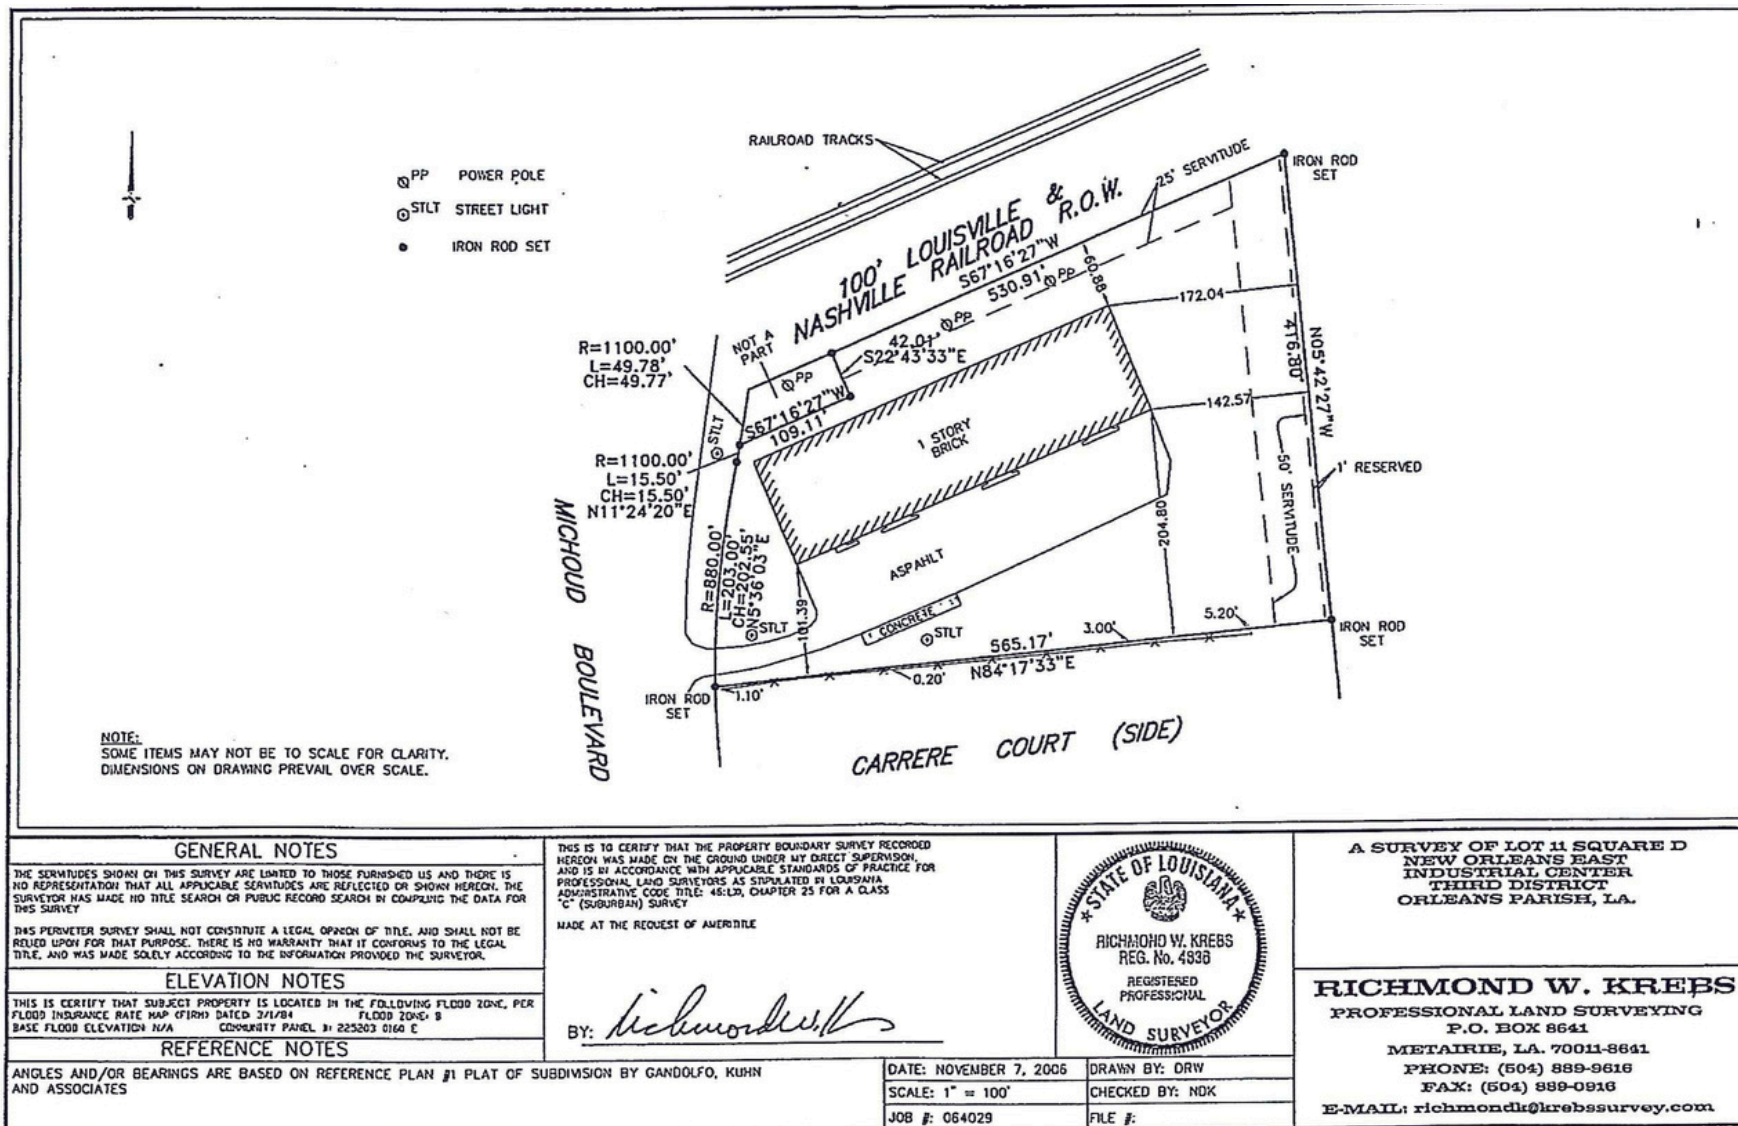 RAILROAD TRACKS
PP POWER POLE
STLT STREET LIGHT
IRON ROD SET
100' LOUISVILLE &
NASHVILLE RAILROAD R.O.W.
25' SERVITUDE
IRON ROD
SET
S67°16'27"W
530.91'
PP
60.88
172.04
NOT A
PART
42.01'
S22°43'33"E
PP
PP
R=1100.00'
L=49.78'
CH=49.77'
S67°16'27"W
109.11'
STLT
1 STORY
BRICK
142.57
416.80'
N05°42'27"W
1' RESERVED
50' SERVITUDE
R=1100.00'
L=15.50'
CH=15.50'
N11°24'20"E
MICHOUD BOULEVARD
R=880.00'
L=203.00'
CH=202.55'
N5°36'03"E
204.80
ASPAHLT
101.39
STLT
CONCRETE
STLT
565.17'
N84°17'33"E
3.00'
5.20'
0.20'
1.10'
IRON ROD
SET
IRON ROD
SET
CARRERE COURT (SIDE)
NOTE:
SOME ITEMS MAY NOT BE TO SCALE FOR CLARITY.
DIMENSIONS ON DRAWING PREVAIL OVER SCALE.
GENERAL NOTES
THE SERVITUDES SHOWN ON THIS SURVEY ARE LIMITED TO THOSE FURNISHED US AND THERE IS
NO REPRESENTATION THAT ALL APPLICABLE SERVITUDES ARE REFLECTED OR SHOWN HEREON. THE
SURVEYOR HAS MADE NO TITLE SEARCH OR PUBLIC RECORD SEARCH IN COMPILING THE DATA FOR
THIS SURVEY
THIS PERIMETER SURVEY SHALL NOT CONSTITUTE A LEGAL OPINION OF TITLE, AND SHALL NOT BE
RELIED UPON FOR THAT PURPOSE. THERE IS NO WARRANTY THAT IT CONFORMS TO THE LEGAL
TITLE, AND WAS MADE SOLELY ACCORDING TO THE INFORMATION PROVIDED THE SURVEYOR.
ELEVATION NOTES
THIS IS CERTIFY THAT SUBJECT PROPERTY IS LOCATED IN THE FOLLOWING FLOOD ZONE, PER
FLOOD INSURANCE RATE MAP (FIRM) DATED 3/1/84 FLOOD ZONE: B
BASE FLOOD ELEVATION N/A COMMUNITY PANEL #: 225203 0160 E
REFERENCE NOTES
ANGLES AND/OR BEARINGS ARE BASED ON REFERENCE PLAN #1 PLAT OF SUBDIVISION BY GANDOLFO, KUHN
AND ASSOCIATES
THIS IS TO CERTIFY THAT THE PROPERTY BOUNDARY SURVEY RECORDED
HEREON WAS MADE ON THE GROUND UNDER MY DIRECT SUPERVISION,
AND IS IN ACCORDANCE WITH APPLICABLE STANDARDS OF PRACTICE FOR
PROFESSIONAL LAND SURVEYORS AS STIPULATED IN LOUISIANA
ADMINISTRATIVE CODE TITLE: 46:LXI, CHAPTER 25 FOR A CLASS
"C" (SUBURBAN) SURVEY
MADE AT THE REQUEST OF AMERITITLE
BY: Richmond W. K
STATE OF LOUISIANA
RICHMOND W. KREBS
REG. No. 4836
REGISTERED
PROFESSIONAL
LAND SURVEYOR
DATE: NOVEMBER 7, 2006
DRAWN BY: DRW
SCALE: 1" = 100'
CHECKED BY: NDK
JOB #: 064029
FILE #:
A SURVEY OF LOT 11 SQUARE D
NEW ORLEANS EAST
INDUSTRIAL CENTER
THIRD DISTRICT
ORLEANS PARISH, LA.
RICHMOND W. KREBS
PROFESSIONAL LAND SURVEYING
P.O. BOX 8641
METAIRIE, LA. 70011-8641
PHONE: (504) 889-9616
FAX: (504) 889-0916
E-MAIL: richmondk@krebssurvey.com